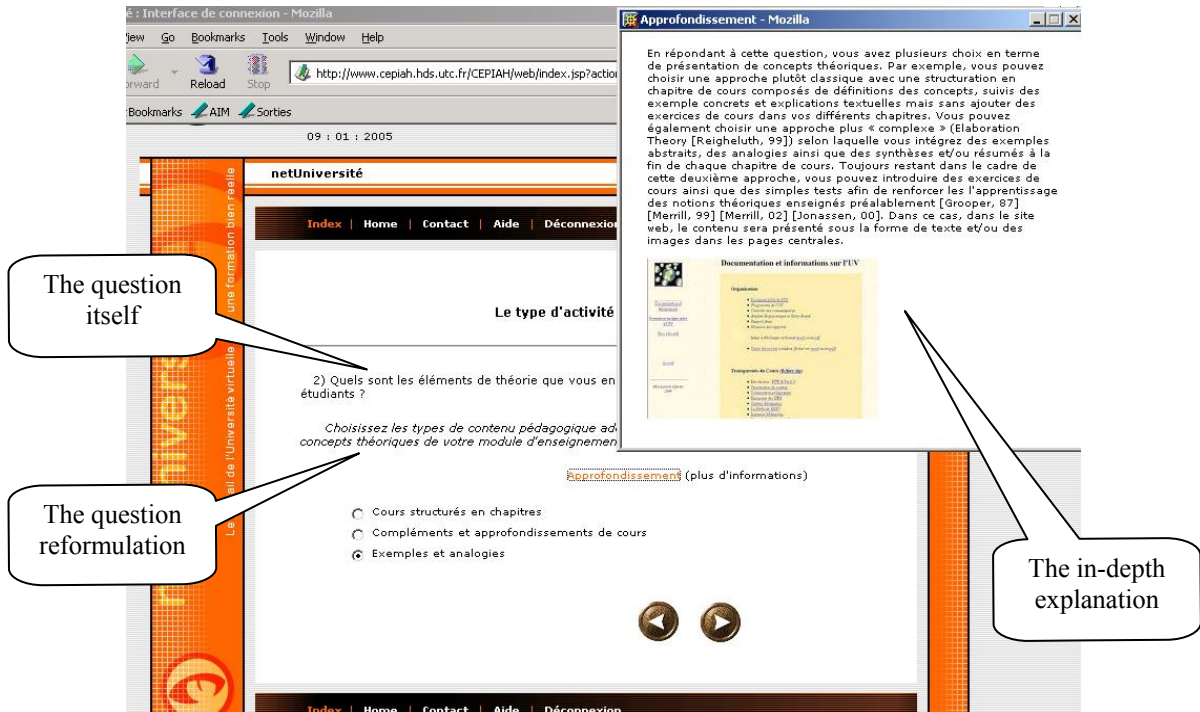 é : Interface de connexion - Mozilla
View Go Bookmarks Tools Window Help
Forward Reload Stop http://www.cepiah.hds.utc.fr/CEPIAH/web/index.jsp?action
Bookmarks AIM Sorties
09 : 01 : 2005
netUniversité
Index | Home | Contact | Aide | Déconnexion
Le type d'activité
2) Quels sont les éléments de théorie que vous en
étudiants ?
Choisissez les types de contenu pédagogique
concepts théoriques de votre module d'enseignemen
Approfondissement (plus d'informations)
Cours structurés en chapitres
Compléments et approfondissements de cours
Exemples et analogies
Index | Home | Contact | Aide | Déconnexion
une formation bien réelle
de l'Université virtuelle
The question
itself
The question
reformulation
Approfondissement - Mozilla
En répondant à cette question, vous avez plusieurs choix en terme
de présentation de concepts théoriques. Par exemple, vous pouvez
choisir une approche plutôt classique avec une structuration en
chapitre de cours composés de définitions des concepts, suivis des
exemple concrets et explications textuelles mais sans ajouter des
exercices de cours dans vos différents chapitres. Vous pouvez
également choisir une approche plus « complexe » (Elaboration
Theory [Reigheluth, 99]) selon laquelle vous intégrez des exemples
abstraits, des analogies ainsi que des synthèses et/ou résumés à la
fin de chaque chapitre de cours. Toujours restant dans le cadre de
cette deuxième approche, vous pouvez introduire des exercices de
cours ainsi que des simples tests afin de renforcer les l'apprentissage
des notions théoriques enseignés préalablement [Grooper, 87]
[Merrill, 99] [Merrill, 02] [Jonassen, 00]. Dans ce cas, dans le site
web, le contenu sera présenté sous la forme de texte et/ou des
images dans les pages centrales.
Documentation et informations sur l'UV
Organisation
The in-depth
explanation